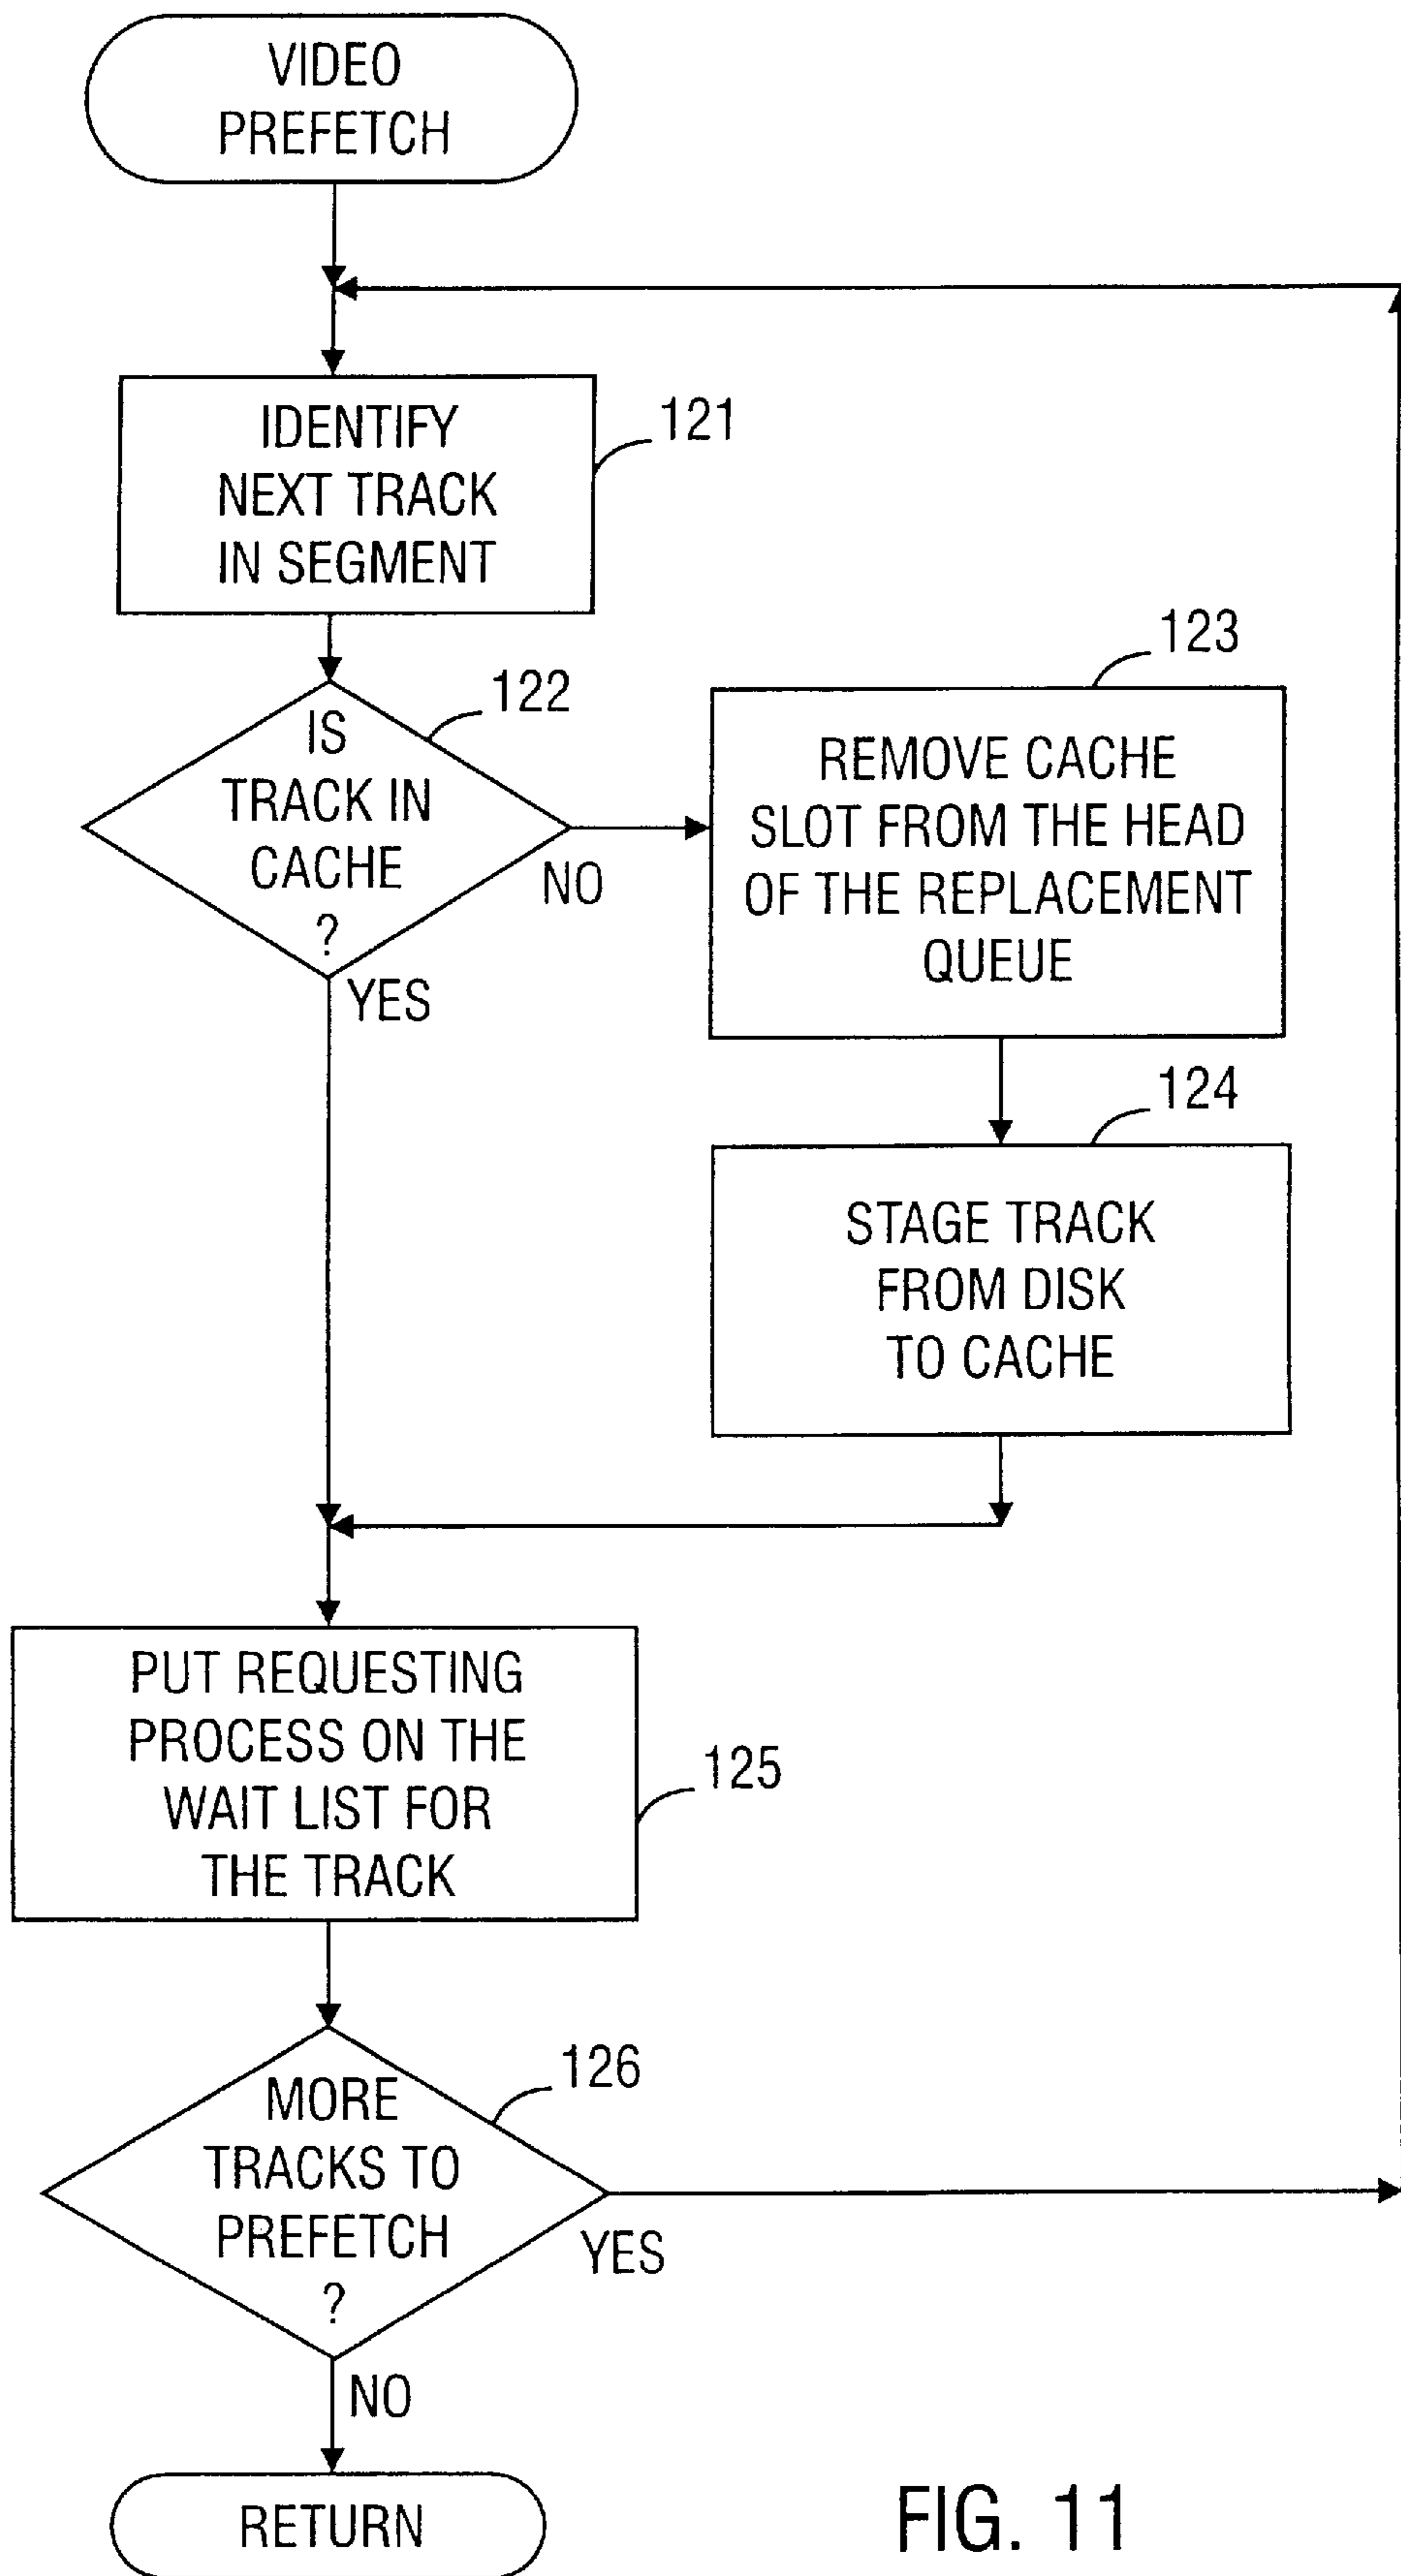 VIDEO
PREFETCH
IDENTIFY
NEXT TRACK
IN SEGMENT
121
IS
TRACK IN
CACHE
?
122
NO
YES
REMOVE CACHE
SLOT FROM THE HEAD
OF THE REPLACEMENT
QUEUE
123
STAGE TRACK
FROM DISK
TO CACHE
124
PUT REQUESTING
PROCESS ON THE
WAIT LIST FOR
THE TRACK
125
MORE
TRACKS TO
PREFETCH
?
126
YES
NO
RETURN
FIG. 11